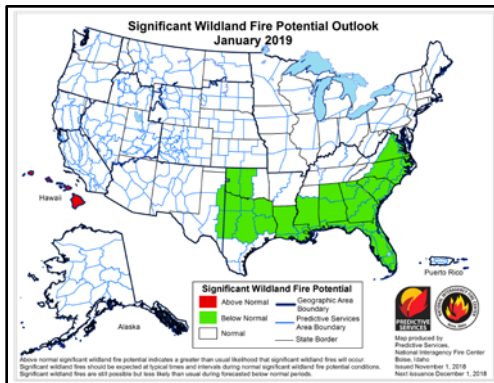 Significant Wildland Fire Potential Outlook
January 2019
Hawaii
Alaska
Puerto Rico
Significant Wildland Fire Potential
Above Normal
Below Normal
Normal
Geographic Area
Boundary
Predictive Services
Area Boundary
State Border
PREDICTIVE
SERVICES
Map produced by
Predictive Services,
National Interagency Fire Center
Boise, Idaho
Issued November 1, 2018
Next issuance December 1, 2018
Above normal significant wildland fire potential indicates a greater than usual likelihood that significant wildland fires will occur.
Significant wildland fires should be expected at typical times and intervals during normal significant wildland fire potential conditions.
Significant wildland fires are still possible but less likely than usual during forecasted below normal periods.